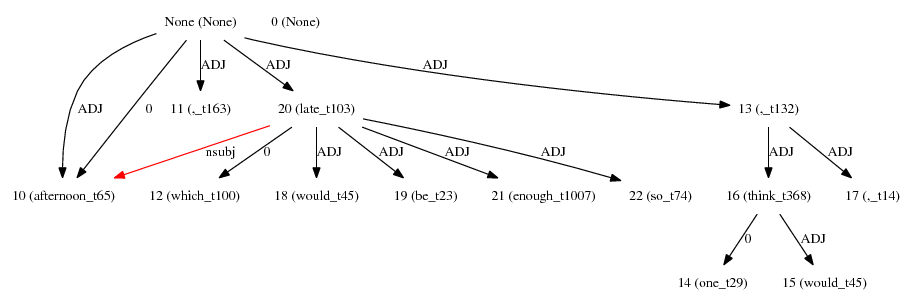 None (None) 0 (None)
ADJ ADJ ADJ
ADJ 0 11 (,_t163) 20 (late_t103) 13 (,_t132)
nsubj 0 ADJ ADJ ADJ ADJ ADJ ADJ
10 (afternoon_t65) 12 (which_t100) 18 (would_t45) 19 (be_t23) 21 (enough_t1007) 22 (so_t74) 16 (think_t368) 17 (,_t14)
0 ADJ
14 (one_t29) 15 (would_t45)